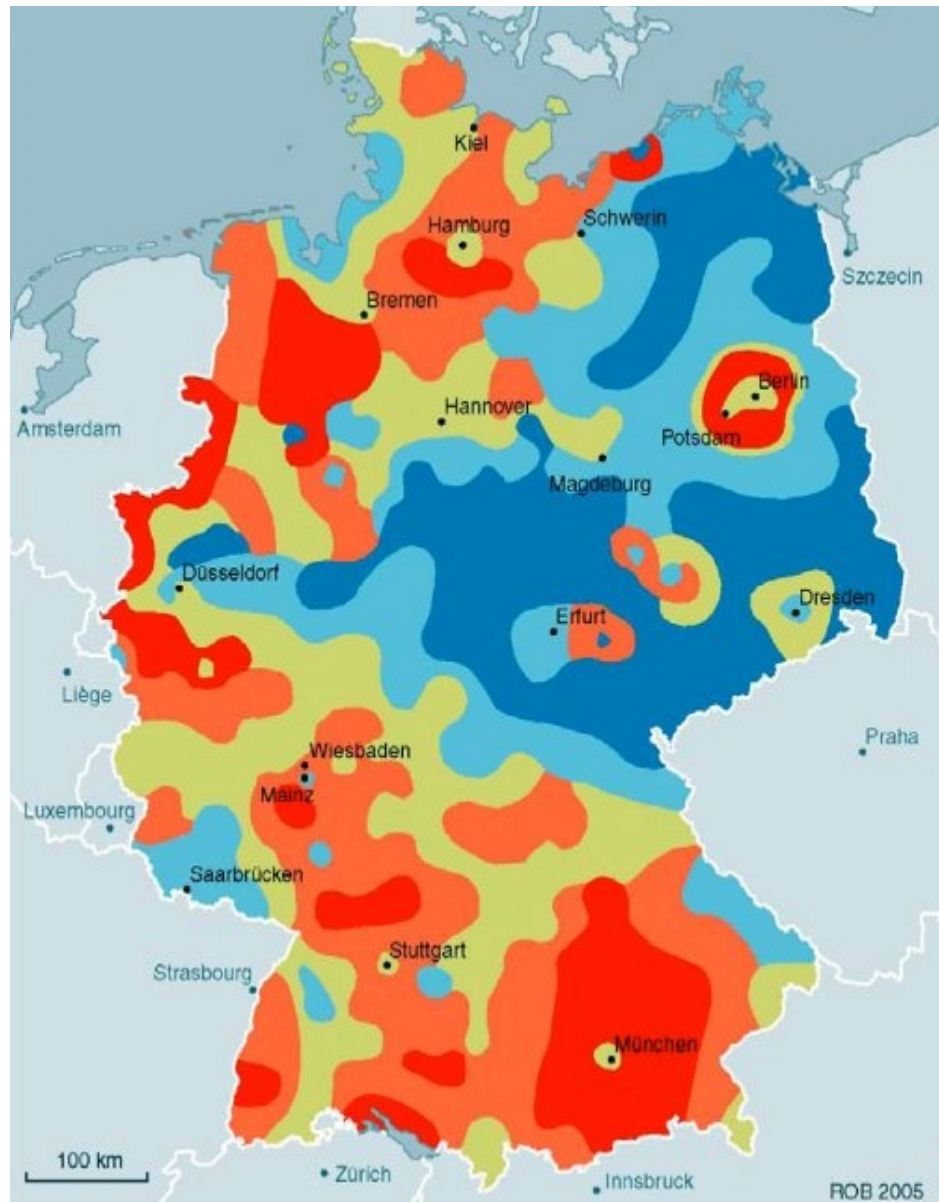 Kiel
Hamburg
Schwerin
Szczecin
Bremen
Berlin
Amsterdam
Hannover
Potsdam
Magdeburg
Düsseldorf
Dresden
Erfurt
Liège
Praha
Wiesbaden
Mainz
Luxembourg
Saarbrücken
Stuttgart
Strasbourg
München
100 km
Zürich
Innsbruck
ROB 2005